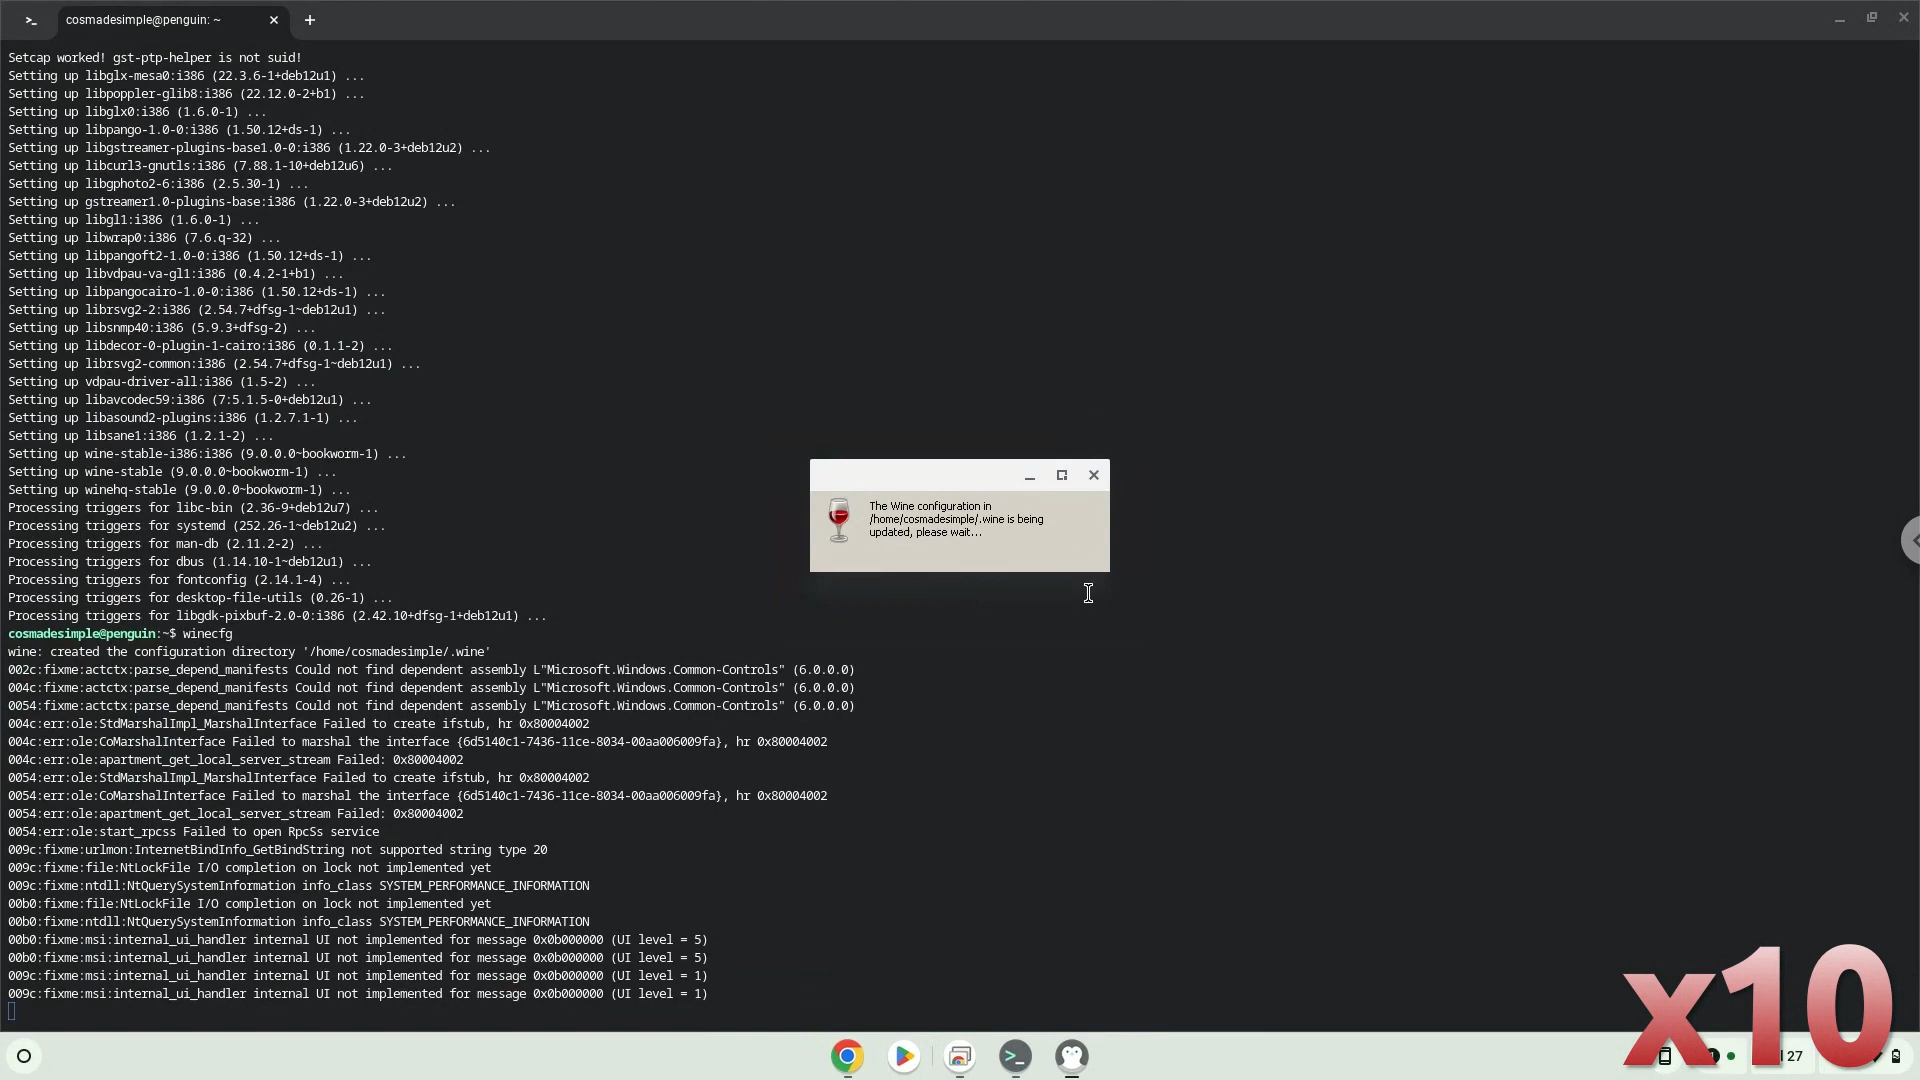 cosmadesimple@penguin: ~
Setcap worked! gst-ptp-helper is not suid!
Setting up libglx-mesa0:i386 (22.3.6-1+deb12u1) ...
Setting up libpoppler-glib8:i386 (22.12.0-2+b1) ...
Setting up libglx0:i386 (1.6.0-1) ...
Setting up libpango-1.0-0:i386 (1.50.12+ds-1) ...
Setting up libgstreamer-plugins-base1.0-0:i386 (1.22.0-3+deb12u2) ...
Setting up libcurl3-gnutls:i386 (7.88.1-10+deb12u6) ...
Setting up libgphoto2-6:i386 (2.5.30-1) ...
Setting up gstreamer1.0-plugins-base:i386 (1.22.0-3+deb12u2) ...
Setting up libgl1:i386 (1.6.0-1) ...
Setting up libwrap0:i386 (7.6.q-32) ...
Setting up libpangoft2-1.0-0:i386 (1.50.12+ds-1) ...
Setting up libvdpau-va-gl1:i386 (0.4.2-1+b1) ...
Setting up libpangocairo-1.0-0:i386 (1.50.12+ds-1) ...
Setting up librsvg2-2:i386 (2.54.7+dfsg-1~deb12u1) ...
Setting up libsnmp40:i386 (5.9.3+dfsg-2) ...
Setting up libdecor-0-plugin-1-cairo:i386 (0.1.1-2) ...
Setting up librsvg2-common:i386 (2.54.7+dfsg-1~deb12u1) ...
Setting up vdpau-driver-all:i386 (1.5-2) ...
Setting up libavcodec59:i386 (7:5.1.5-0+deb12u1) ...
Setting up libasound2-plugins:i386 (1.2.7.1-1) ...
Setting up libsane1:i386 (1.2.1-2) ...
Setting up wine-stable-i386:i386 (9.0.0.0~bookworm-1) ...
Setting up wine-stable (9.0.0.0~bookworm-1) ...
Setting up winehq-stable (9.0.0.0~bookworm-1) ...
Processing triggers for libc-bin (2.36-9+deb12u7) ...
Processing triggers for systemd (252.26-1~deb12u2) ...
Processing triggers for man-db (2.11.2-2) ...
Processing triggers for dbus (1.14.10-1~deb12u1) ...
Processing triggers for fontconfig (2.14.1-4) ...
Processing triggers for desktop-file-utils (0.26-1) ...
Processing triggers for libgdk-pixbuf-2.0-0:i386 (2.42.10+dfsg-1+deb12u1) ...
cosmadesimple@penguin:~$ winecfg
wine: created the configuration directory '/home/cosmadesimple/.wine'
002c:fixme:actctx:parse_depend_manifests Could not find dependent assembly L"Microsoft.Windows.Common-Controls" (6.0.0.0)
004c:fixme:actctx:parse_depend_manifests Could not find dependent assembly L"Microsoft.Windows.Common-Controls" (6.0.0.0)
0054:fixme:actctx:parse_depend_manifests Could not find dependent assembly L"Microsoft.Windows.Common-Controls" (6.0.0.0)
004c:err:ole:StdMarshalImpl_MarshalInterface Failed to create ifstub, hr 0x80004002
004c:err:ole:CoMarshalInterface Failed to marshal the interface {6d5140c1-7436-11ce-8034-00aa006009fa}, hr 0x80004002
004c:err:ole:apartment_get_local_server_stream Failed: 0x80004002
0054:err:ole:StdMarshalImpl_MarshalInterface Failed to create ifstub, hr 0x80004002
0054:err:ole:CoMarshalInterface Failed to marshal the interface {6d5140c1-7436-11ce-8034-00aa006009fa}, hr 0x80004002
0054:err:ole:apartment_get_local_server_stream Failed: 0x80004002
0054:err:ole:start_rpcss Failed to open RpcSs service
009c:fixme:urlmon:InternetBindInfo_GetBindString not supported string type 20
009c:fixme:file:NtLockFile I/O completion on lock not implemented yet
009c:fixme:ntdll:NtQuerySystemInformation info_class SYSTEM_PERFORMANCE_INFORMATION
00b0:fixme:file:NtLockFile I/O completion on lock not implemented yet
00b0:fixme:ntdll:NtQuerySystemInformation info_class SYSTEM_PERFORMANCE_INFORMATION
00b0:fixme:msi:internal_ui_handler internal UI not implemented for message 0x0b000000 (UI level = 5)
00b0:fixme:msi:internal_ui_handler internal UI not implemented for message 0x0b000000 (UI level = 5)
009c:fixme:msi:internal_ui_handler internal UI not implemented for message 0x0b000000 (UI level = 1)
009c:fixme:msi:internal_ui_handler internal UI not implemented for message 0x0b000000 (UI level = 1)
The Wine configuration in
/home/cosmadesimple/.wine is being
updated, please wait...
x10
27